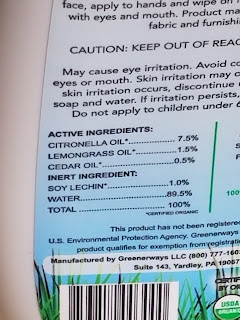 face, apply to hands and wipe on
with eyes and mouth. Product ma
fabric and furnishi
CAUTION: KEEP OUT OF REAC
May cause eye irritation. Avoid co
eyes or mouth. Skin irritation may o
skin irritation occurs, discontinue
soap and water. If irritation persists,
Do not apply to children under
ACTIVE INGREDIENTS:
CITRONELLA OIL* 7.5%
LEMONGRASS OIL* 1.5%
CEDAR OIL* 0.5%
INERT INGREDIENT:
SOY LECHIN* 1.0%
WATER 89.5%
TOTAL 100%
*CERTIFIED ORGANIC
This product has not been registered
U.S. Environmental Protection Agency. Greenerways
product qualifies for exemption from registrati
Manufactured by Greenerways LLC (800) 777-160
Suite 143, Yardley, PA 19067
100%
CERTIF
BY OR
USDA
ORGANIC